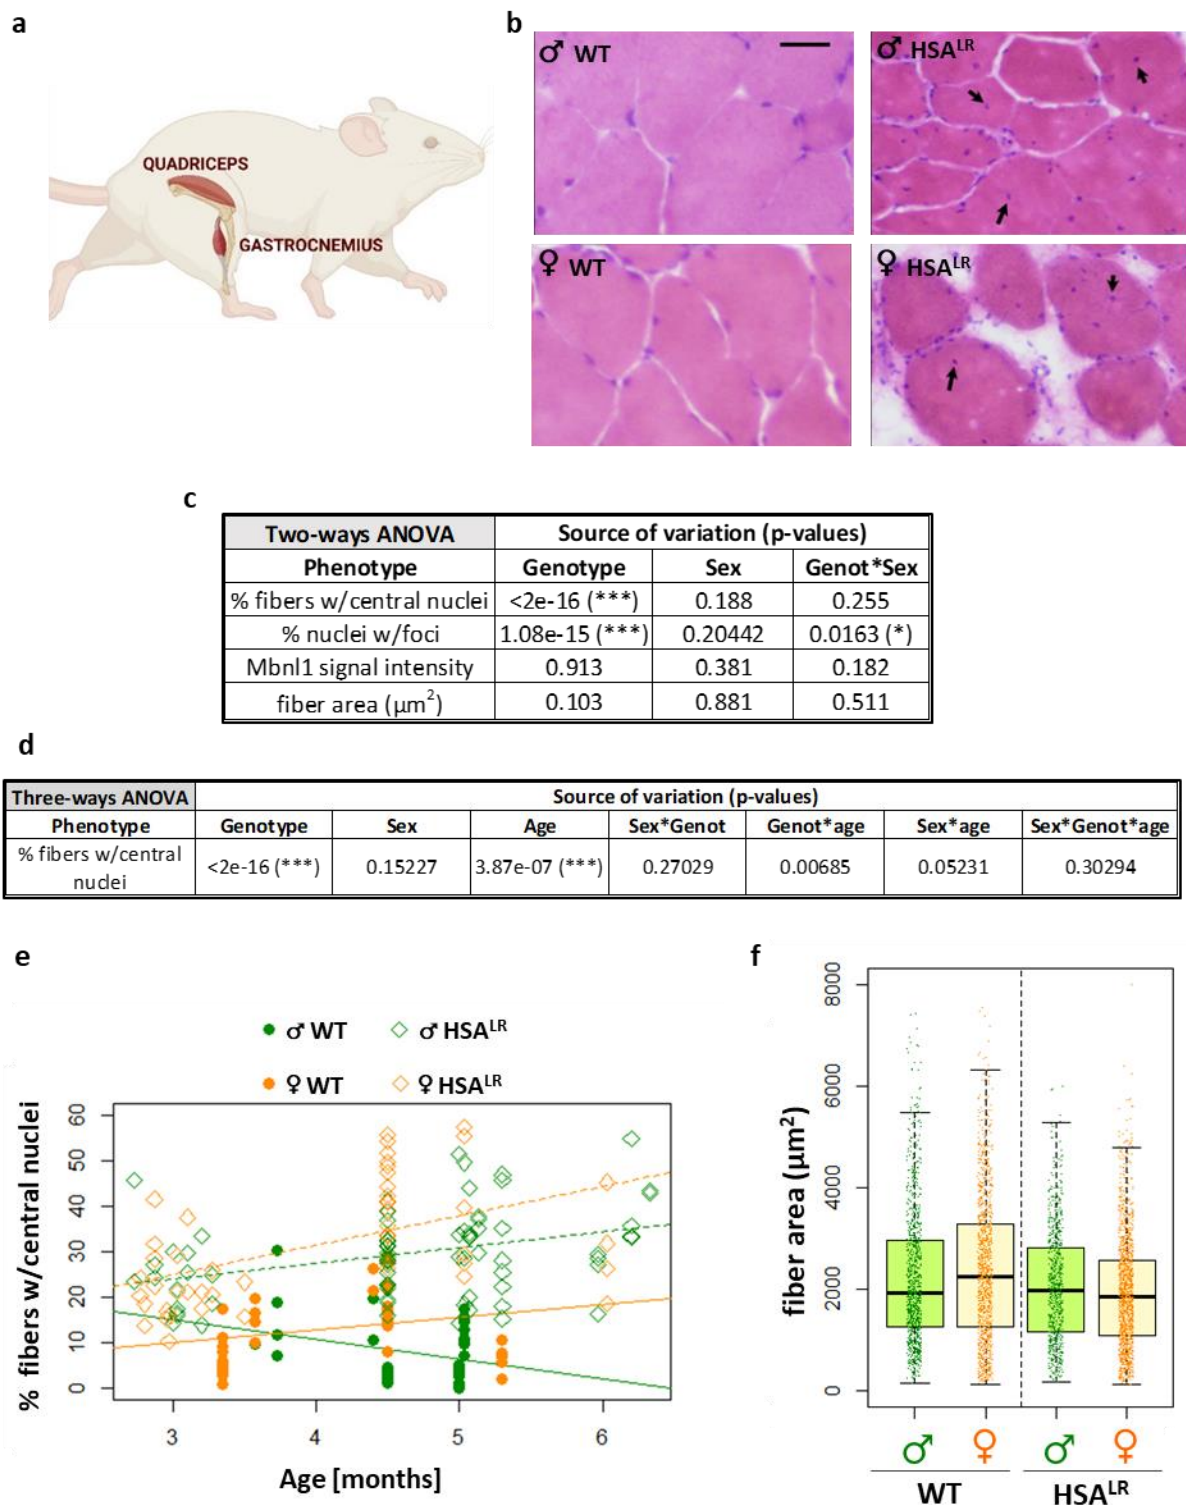 a
QUADRICEPS
GASTROCNEMIUS
b
♂ WT
♂ HSA^LR
♀ WT
♀ HSA^LR
c
Two-ways ANOVA Source of variation (p-values)
Phenotype Genotype Sex Genot*Sex
% fibers w/central nuclei <2e-16 (***) 0.188 0.255
% nuclei w/foci 1.08e-15 (***) 0.20442 0.0163 (*)
Mbnl1 signal intensity 0.913 0.381 0.182
fiber area (µm²) 0.103 0.881 0.511
d
Three-ways ANOVA Source of variation (p-values)
Phenotype Genotype Sex Age Sex*Genot Genot*age Sex*age Sex*Genot*age
% fibers w/central
nuclei
<2e-16 (***) 0.15227 3.87e-07 (***) 0.27029 0.00685 0.05231 0.30294
e
♂ WT ♂ HSA^LR
♀ WT ♀ HSA^LR
% fibers w/central nuclei
60
50
40
30
20
10
0
3 4 5 6
Age [months]
f
fiber area (µm²)
8000
6000
4000
2000
0
♂ ♀ ♂ ♀
WT HSA^LR